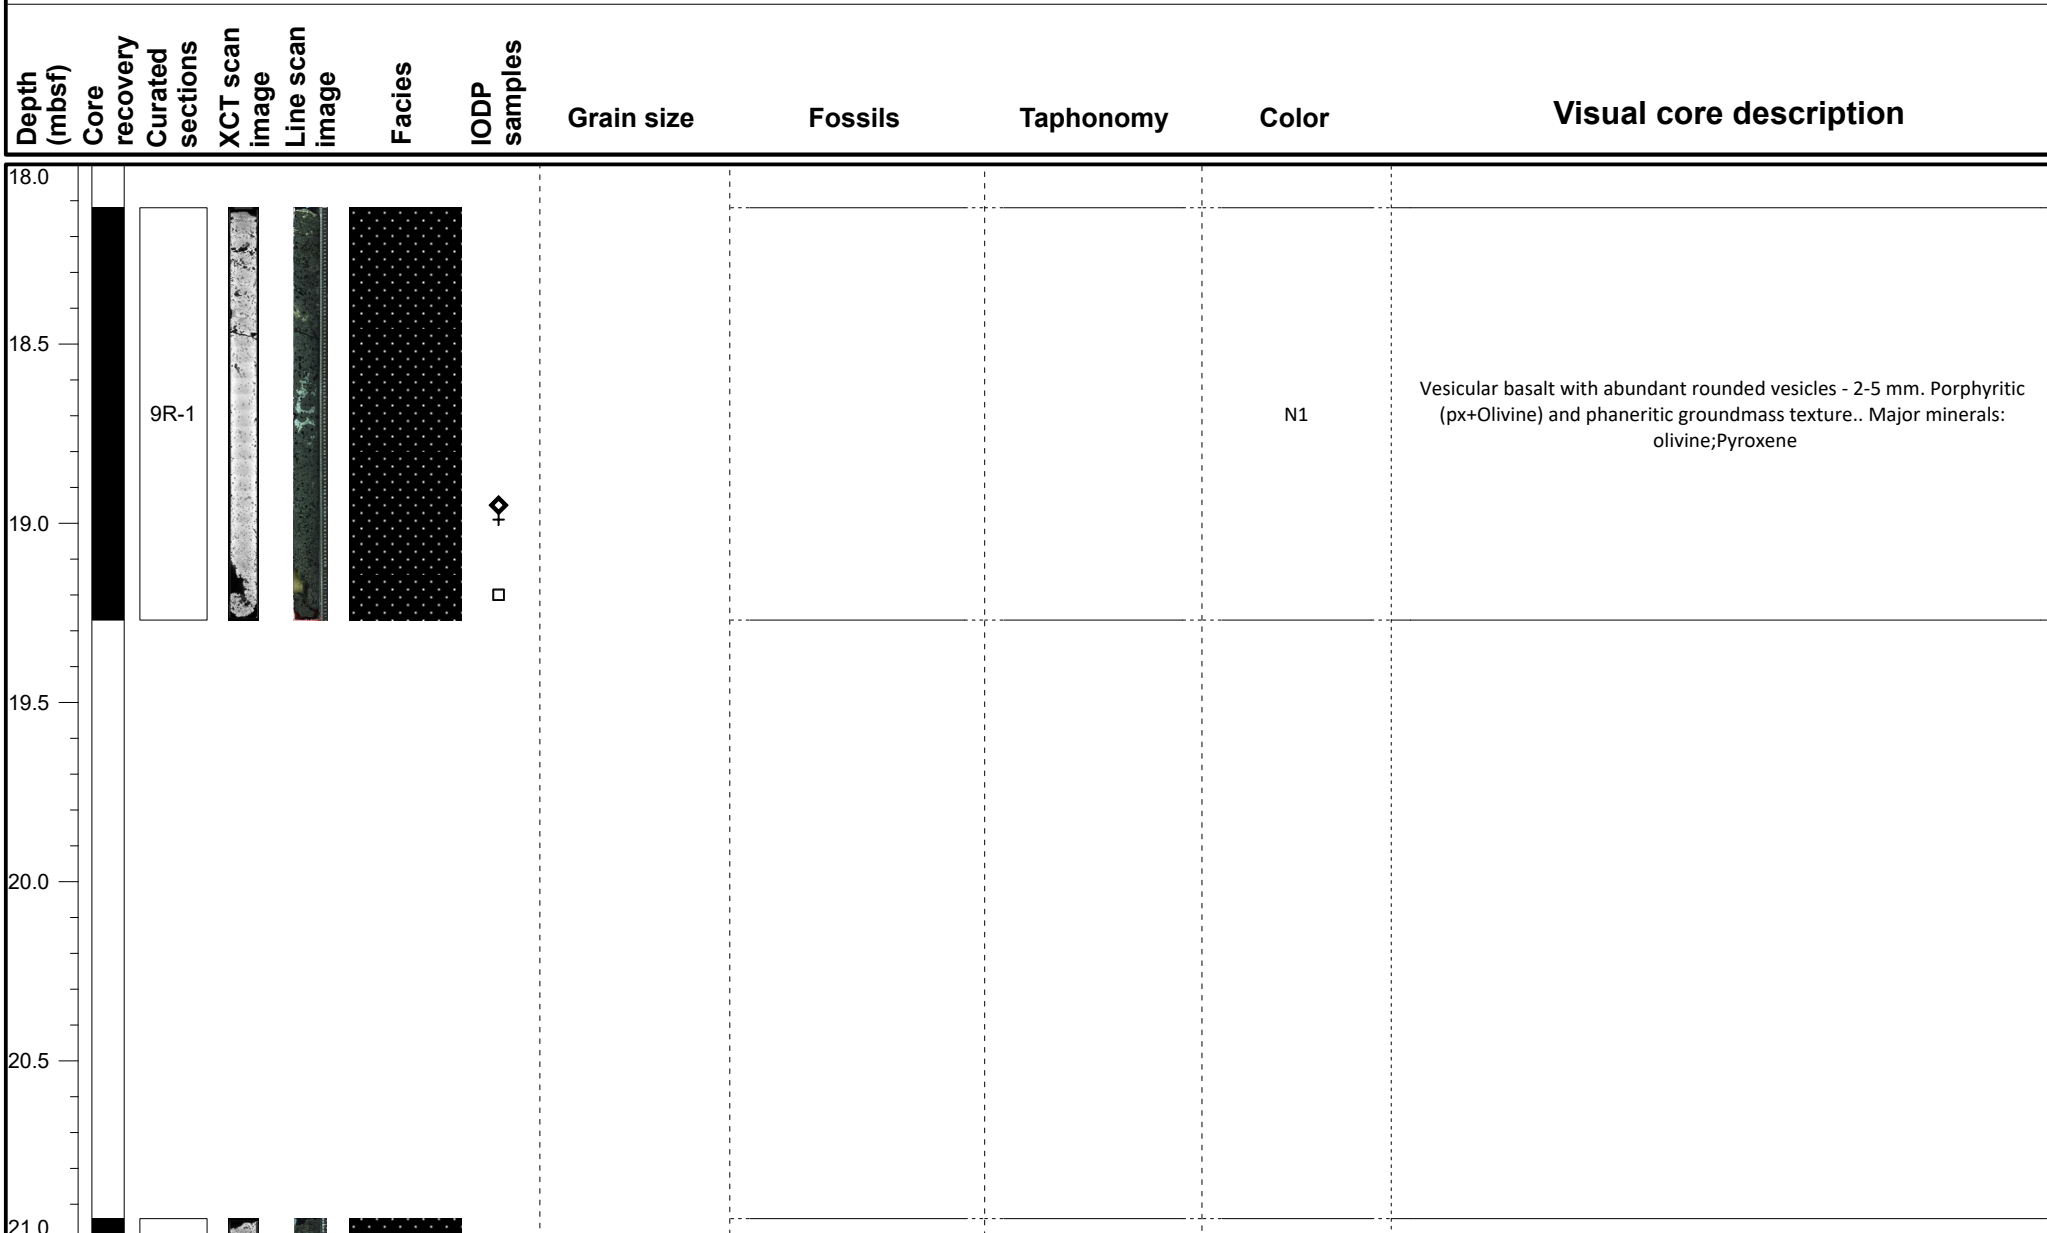 Depth
(mbsf)
Core
recovery
Curated
sections
XCT scan
image
Line scan
image
Facies
IODP
samples
Grain size
Fossils
Taphonomy
Color
Visual core description
18.0
18.5
9R-1
N1
Vesicular basalt with abundant rounded vesicles - 2-5 mm. Porphyritic
(px+Olivine) and phaneritic groundmass texture.. Major minerals:
olivine;Pyroxene
19.0
19.5
20.0
20.5
21.0